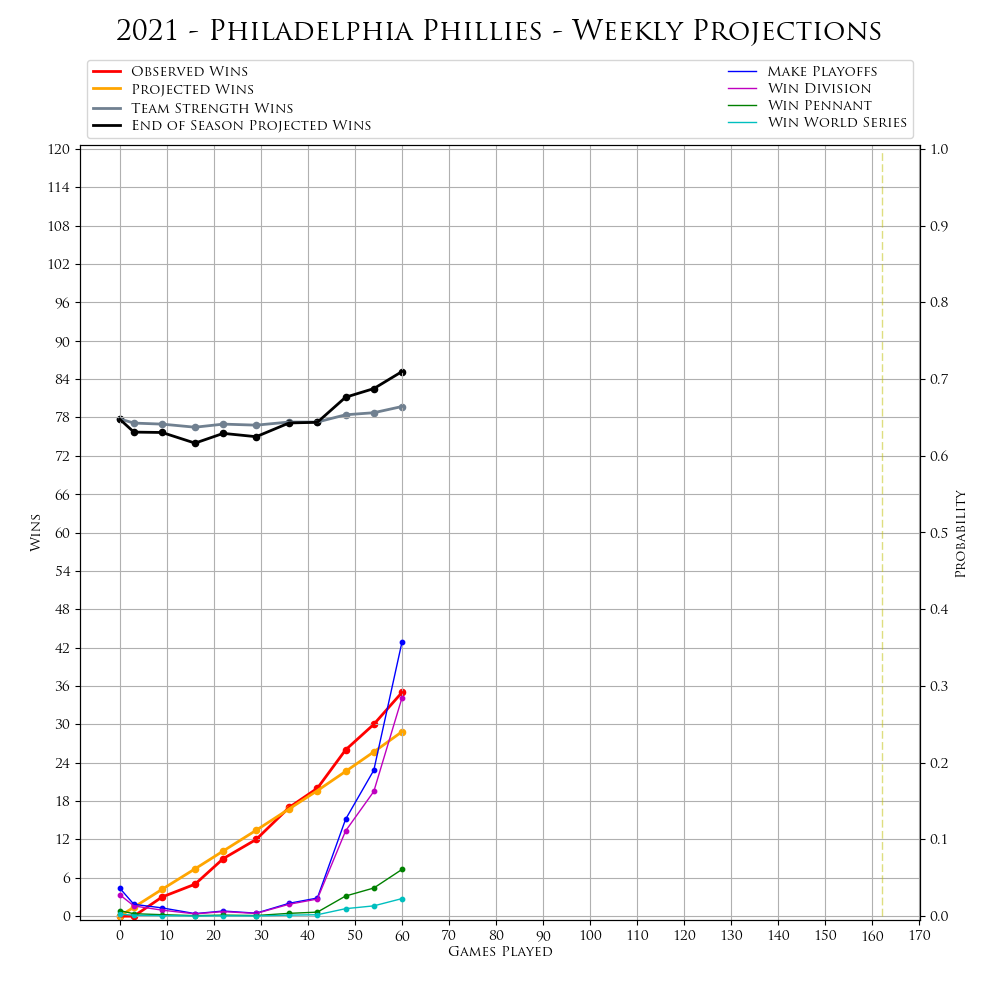 2021 - Philadelphia Phillies - Weekly Projections
Observed Wins
Projected Wins
Team Strength Wins
End of Season Projected Wins
Make Playoffs
Win Division
Win Pennant
Win World Series
120
114
108
102
96
90
84
78
72
66
60
54
48
42
36
30
24
18
12
6
0
Wins
1.0
0.9
0.8
0.7
0.6
0.5
0.4
0.3
0.2
0.1
0.0
Probability
0 10 20 30 40 50 60 70 80 90 100 110 120 130 140 150 160 170
Games Played